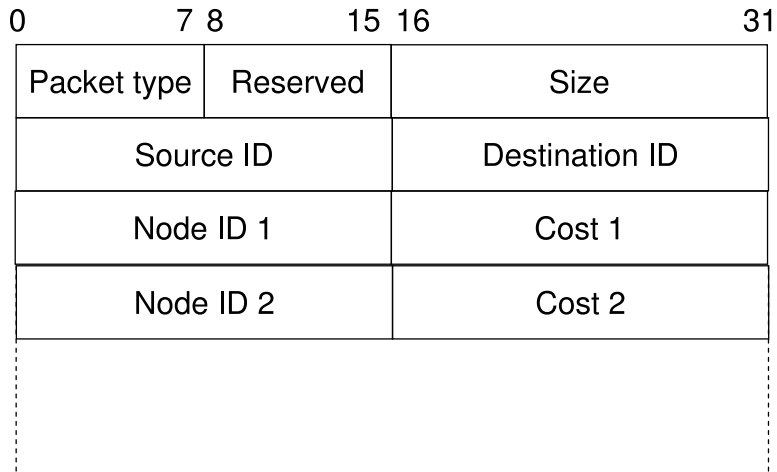 0 7 8 15 16 31
Packet type Reserved Size
Source ID Destination ID
Node ID 1 Cost 1
Node ID 2 Cost 2